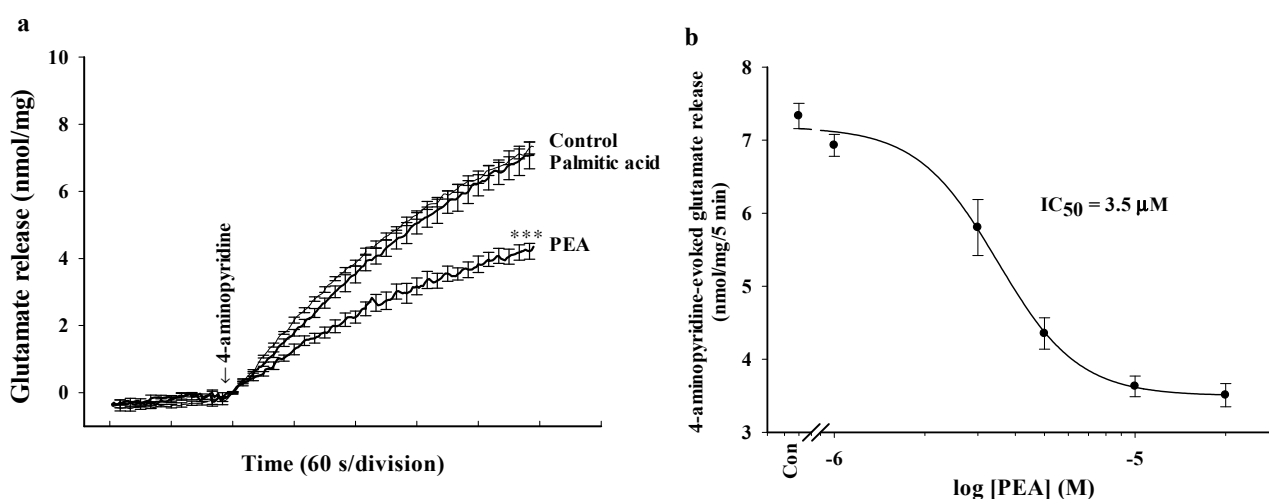 a
10
8
6
4
2
0
Glutamate release (nmol/mg)
↓ 4-aminopyridine
Control
Palmitic acid
***
PEA
Time (60 s/division)
b
8
7
6
5
4
3
4-aminopyridine-evoked glutamate release
(nmol/mg/5 min)
IC50 = 3.5 μM
Con
-6
-5
log [PEA] (M)